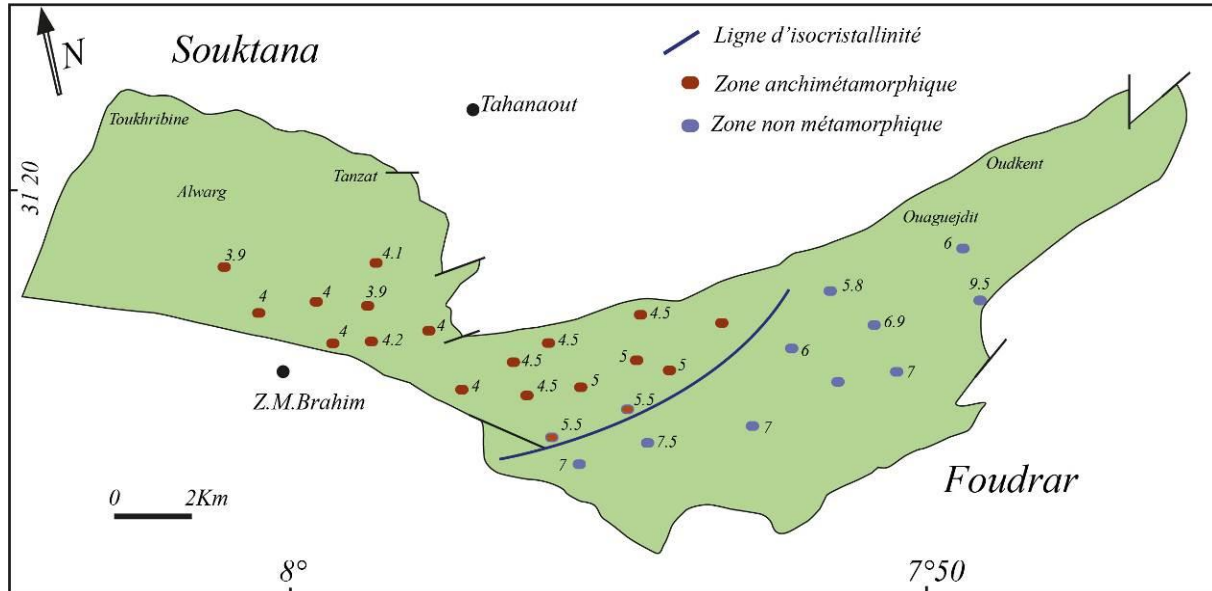 N
Souktana
Ligne d'isocristallinité
Zone anchimétamorphique
Zone non métamorphique
Toukhribine
Tahanaout
Oudkent
31 20
Alwarg
Tanzat
Ouaguejdit
3.9
4.1
6
4
4
3.9
5.8
9.5
4
4.2
4
4.5
4.5
6.9
4.5
5
5
6
7
Z.M.Brahim
4
4.5
5
5.5
5.5
7.5
7
7
0 2Km
Foudrar
8°
7°50